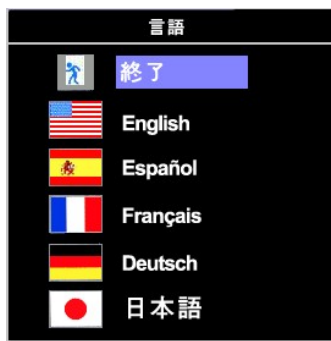 言語
終了
English
Español
Français
Deutsch
日本語